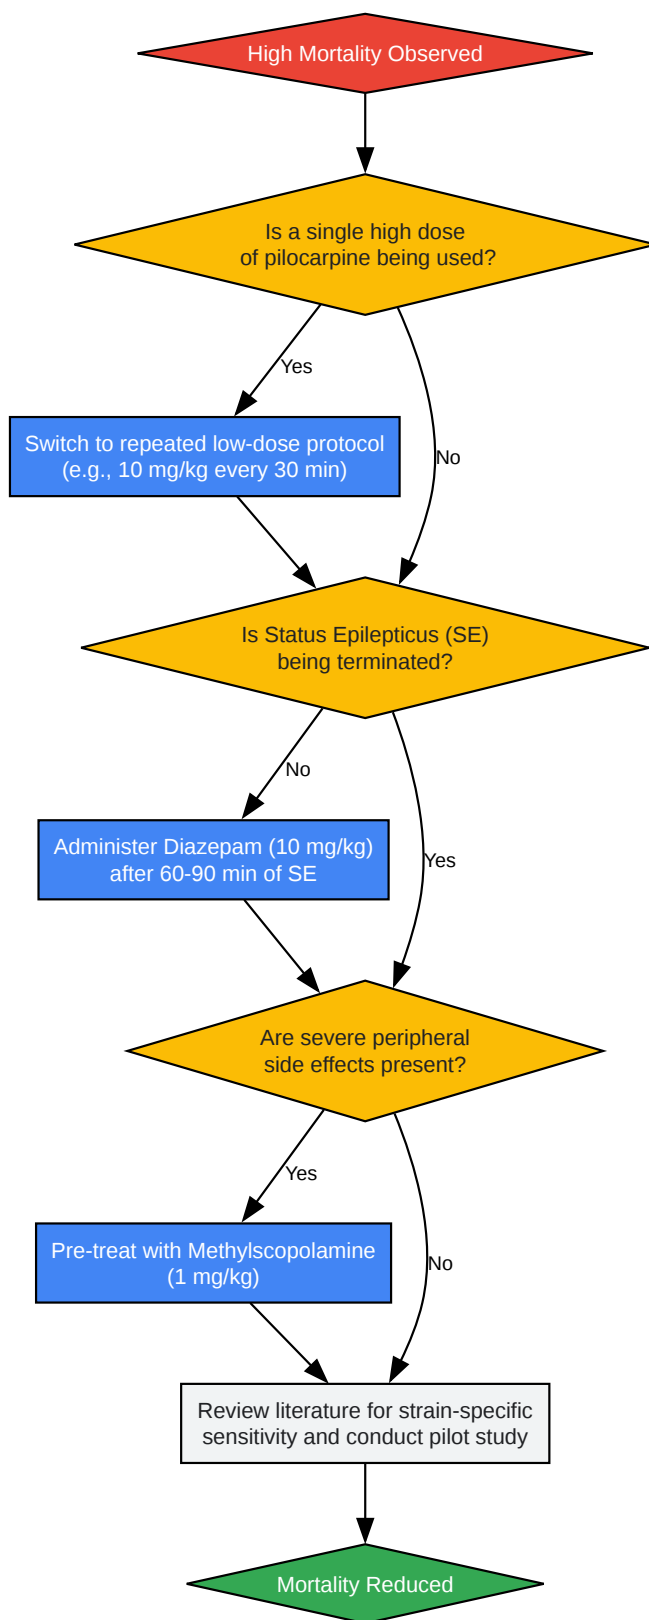 High Mortality Observed
Is a single high dose
of pilocarpine being used?
Yes
Switch to repeated low-dose protocol
(e.g., 10 mg/kg every 30 min)
No
Is Status Epilepticus (SE)
being terminated?
No
Administer Diazepam (10 mg/kg)
after 60-90 min of SE
Yes
Are severe peripheral
side effects present?
Yes
Pre-treat with Methylscopolamine
(1 mg/kg)
No
Review literature for strain-specific
sensitivity and conduct pilot study
Mortality Reduced